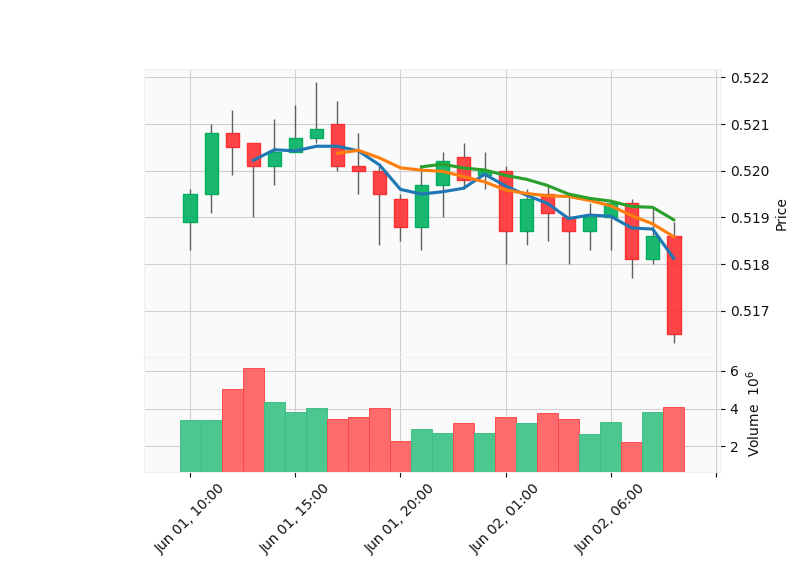 0.522
0.521
0.520
0.519
0.518
0.517
Price
6
4
2
Volume 10^6
Jun 01, 10:00
Jun 01, 15:00
Jun 01, 20:00
Jun 02, 01:00
Jun 02, 06:00